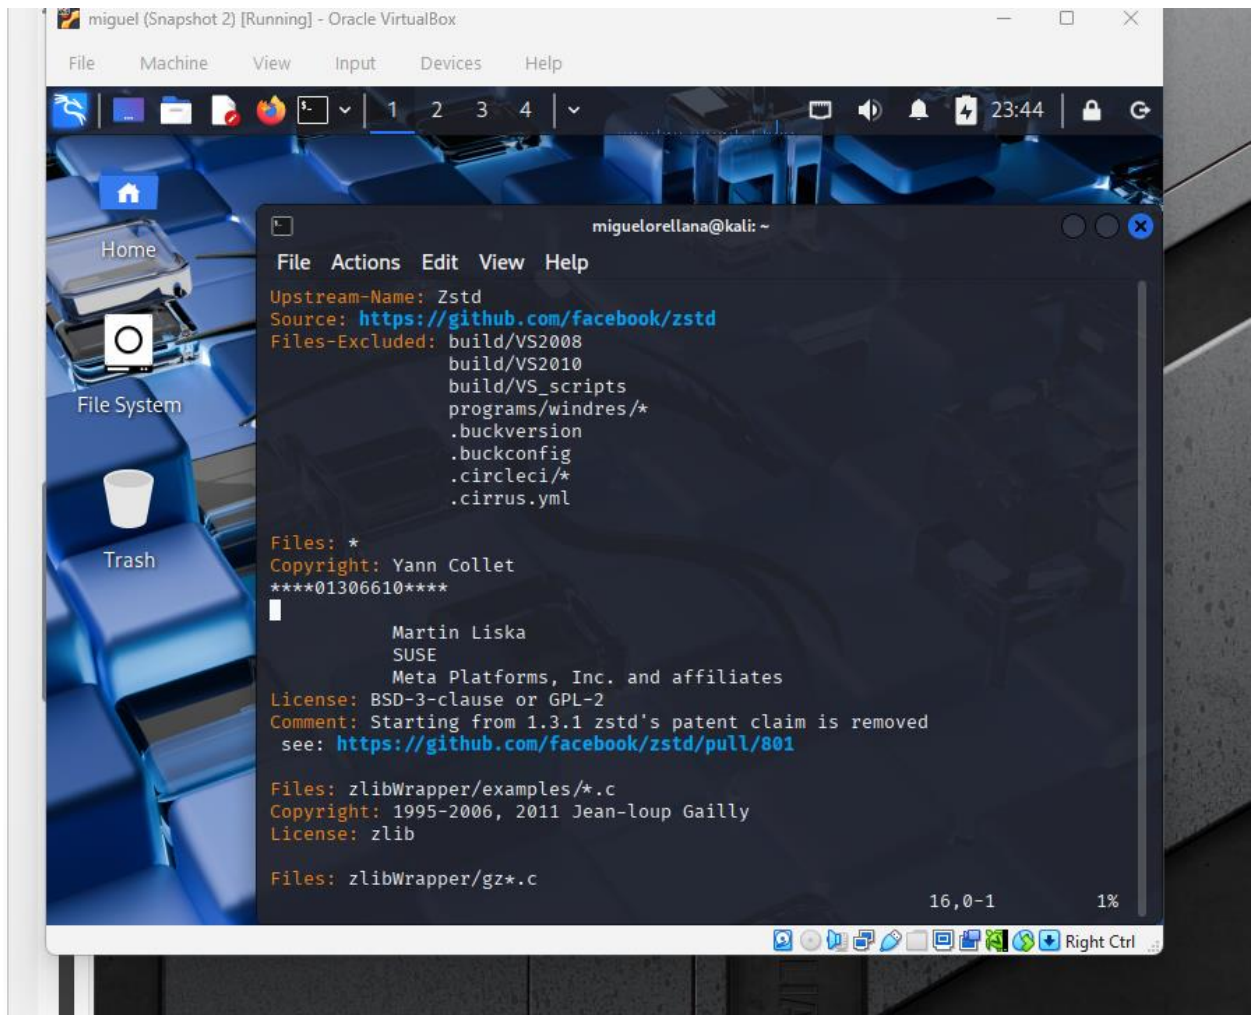 miguel (Snapshot 2) [Running] - Oracle VirtualBox
File Machine View Input Devices Help
1 2 3 4 23:44
Home
File System
Trash
miguelorellana@kali: ~
File Actions Edit View Help
Upstream-Name: Zstd
Source: https://github.com/facebook/zstd
Files-Excluded: build/VS2008
build/VS2010
build/VS_scripts
programs/windres/*
.buckversion
.buckconfig
.circleci/*
.cirrus.yml
Files: *
Copyright: Yann Collet
****01306610****
Martin Liska
SUSE
Meta Platforms, Inc. and affiliates
License: BSD-3-clause or GPL-2
Comment: Starting from 1.3.1 zstd's patent claim is removed
see: https://github.com/facebook/zstd/pull/801
Files: zlibWrapper/examples/*.c
Copyright: 1995-2006, 2011 Jean-loup Gailly
License: zlib
Files: zlibWrapper/gz*.c
16,0-1 1%
Right Ctrl